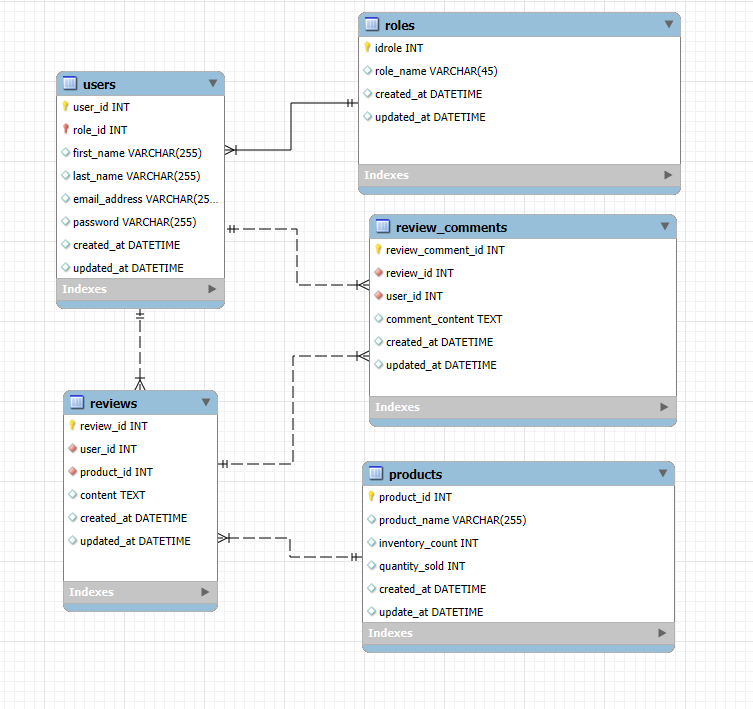 roles
idrole INT
role_name VARCHAR(45)
created_at DATETIME
updated_at DATETIME
Indexes
users
user_id INT
role_id INT
first_name VARCHAR(255)
last_name VARCHAR(255)
email_address VARCHAR(25...
password VARCHAR(255)
created_at DATETIME
updated_at DATETIME
Indexes
review_comments
review_comment_id INT
review_id INT
user_id INT
comment_content TEXT
created_at DATETIME
updated_at DATETIME
Indexes
reviews
review_id INT
user_id INT
product_id INT
content TEXT
created_at DATETIME
updated_at DATETIME
Indexes
products
product_id INT
product_name VARCHAR(255)
inventory_count INT
quantity_sold INT
created_at DATETIME
update_at DATETIME
Indexes